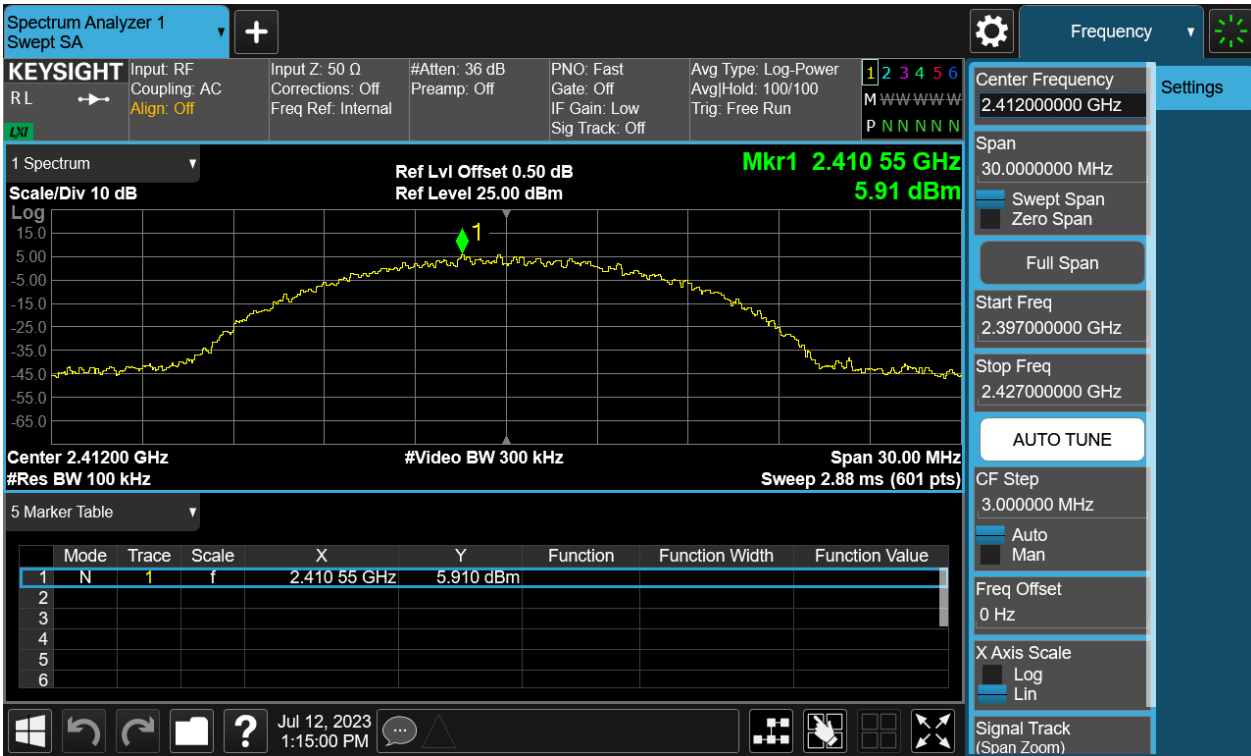 Spectrum Analyzer 1
Swept SA
+
Frequency
KEYSIGHT
R L
LXI
Input: RF
Coupling: AC
Align: Off
Input Z: 50 Ω
Corrections: Off
Freq Ref: Internal
#Atten: 36 dB
Preamp: Off
PNO: Fast
Gate: Off
IF Gain: Low
Sig Track: Off
Avg Type: Log-Power
Avg|Hold: 100/100
Trig: Free Run
1 2 3 4 5 6
M W W W W W
P N N N N N
1 Spectrum
Scale/Div 10 dB
Ref Lvl Offset 0.50 dB
Ref Level 25.00 dBm
Mkr1 2.410 55 GHz
5.91 dBm
Log
15.0
5.00
-5.00
-15.0
-25.0
-35.0
-45.0
-55.0
-65.0
1
Center 2.41200 GHz
#Res BW 100 kHz
#Video BW 300 kHz
Span 30.00 MHz
Sweep 2.88 ms (601 pts)
5 Marker Table
Mode Trace Scale X Y Function Function Width Function Value
1 N 1 f 2.410 55 GHz 5.910 dBm
2
3
4
5
6
Jul 12, 2023
1:15:00 PM
?
Center Frequency
2.412000000 GHz
Settings
Span
30.0000000 MHz
Swept Span
Zero Span
Full Span
Start Freq
2.397000000 GHz
Stop Freq
2.427000000 GHz
AUTO TUNE
CF Step
3.000000 MHz
Auto
Man
Freq Offset
0 Hz
X Axis Scale
Log
Lin
Signal Track
(Span Zoom)